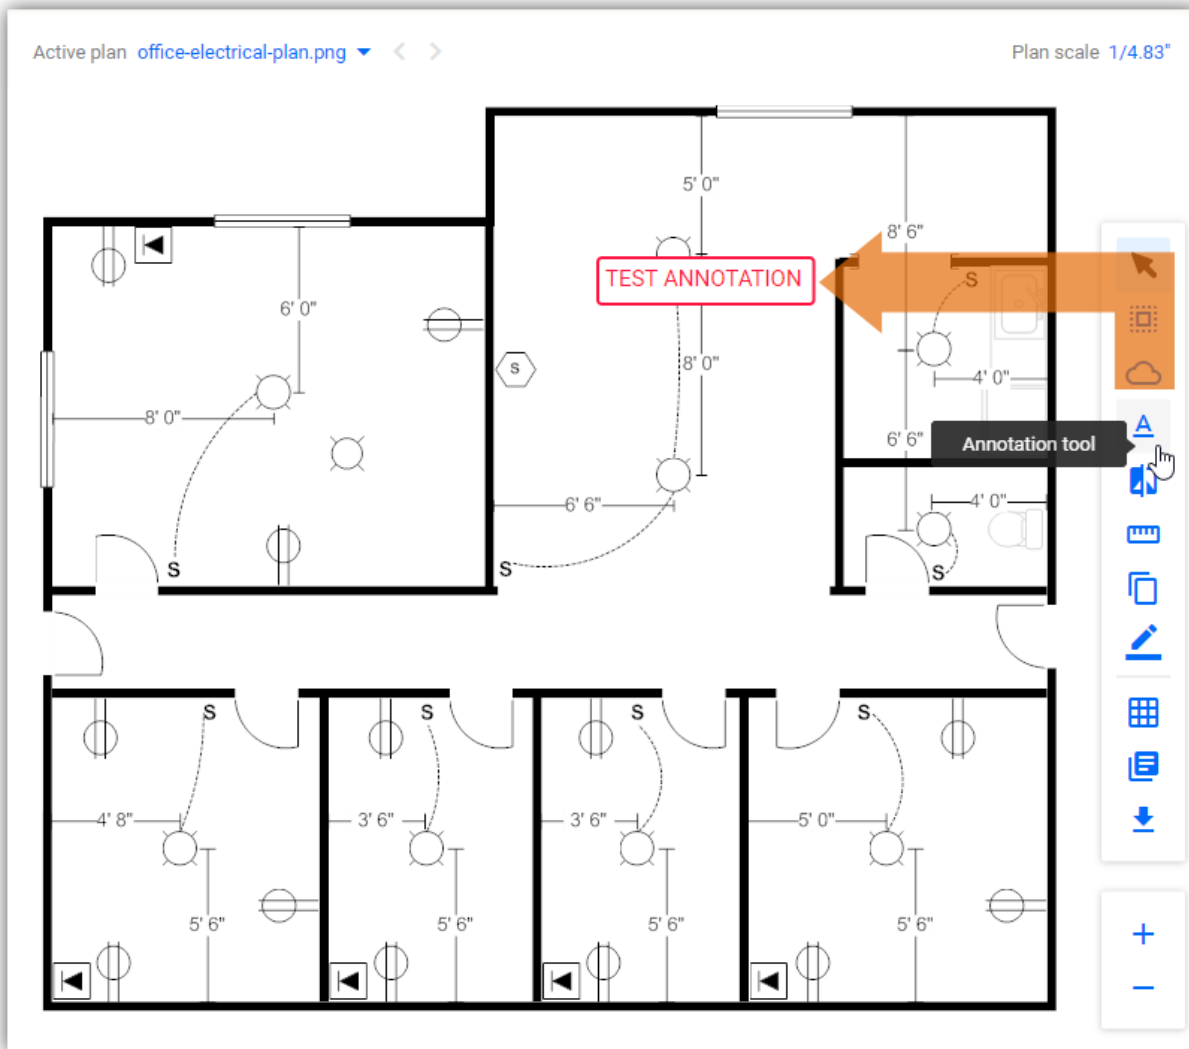 Active plan office-electrical-plan.png
Plan scale 1/4.83"
5' 0"
8' 6"
TEST ANNOTATION
S
6' 0"
8' 0"
S
4' 0"
8' 0"
6' 6"
A
Annotation tool
6' 6"
4' 0"
S
S
S
S
S
S
S
4' 8"
3' 6"
3' 6"
5' 0"
5' 6"
5' 6"
5' 6"
5' 6"